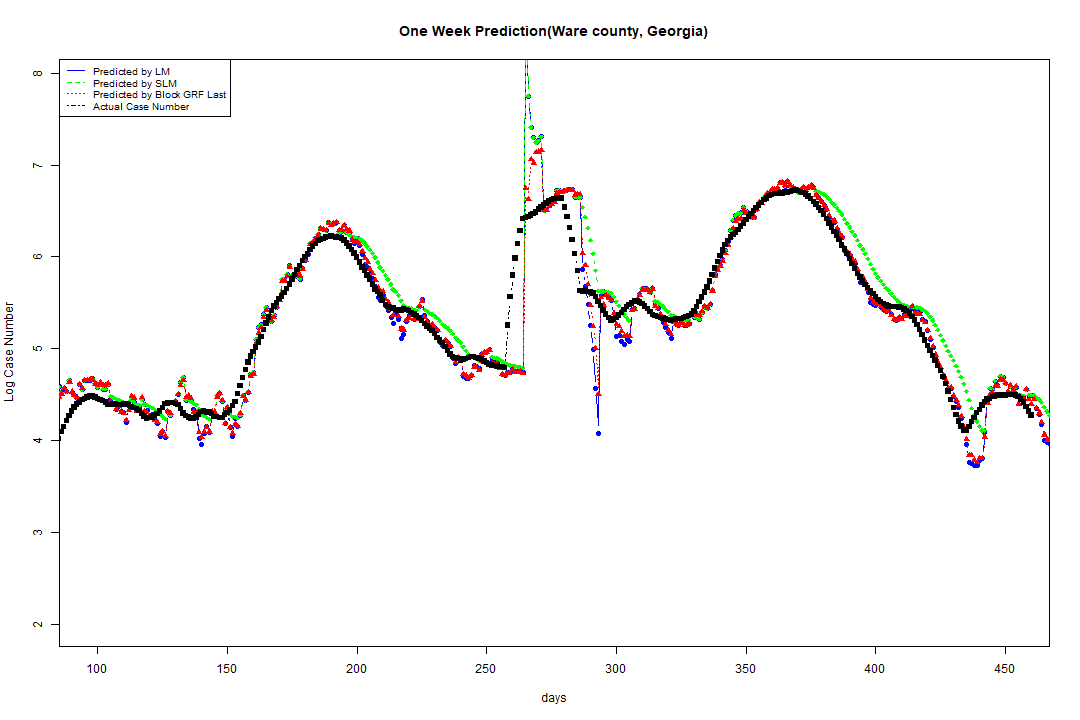 One Week Prediction(Ware county, Georgia)
Predicted by LM
Predicted by SLM
Predicted by Block GRF Last
Actual Case Number
Log Case Number
8
7
6
5
4
3
2
100 150 200 250 300 350 400 450
days